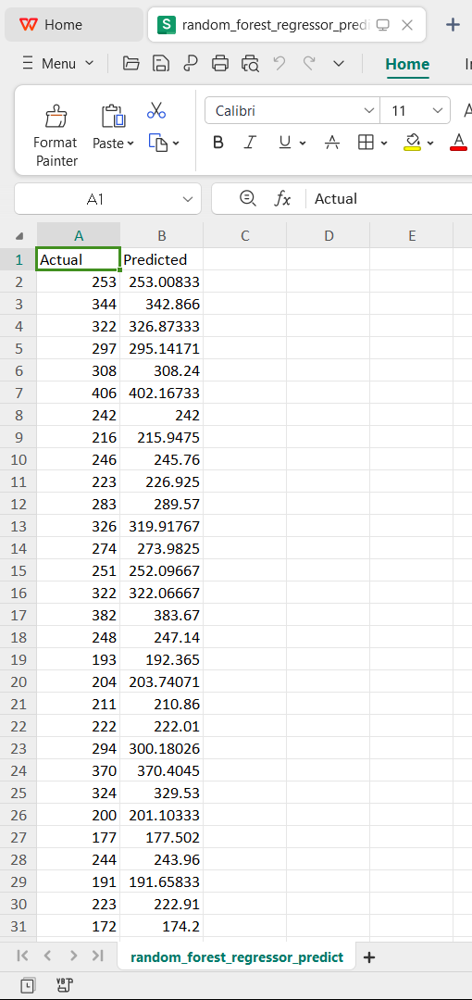 Home
random_forest_regressor_predi
Menu
Home
Format Painter
Paste
Calibri
11
B I U A
A1
fx Actual
A B C D E
1 Actual Predicted
2 253 253.00833
3 344 342.866
4 322 326.87333
5 297 295.14171
6 308 308.24
7 406 402.16733
8 242 242
9 216 215.9475
10 246 245.76
11 223 226.925
12 283 289.57
13 326 319.91767
14 274 273.9825
15 251 252.09667
16 322 322.06667
17 382 383.67
18 248 247.14
19 193 192.365
20 204 203.74071
21 211 210.86
22 222 222.01
23 294 300.18026
24 370 370.4045
25 324 329.53
26 200 201.10333
27 177 177.502
28 244 243.96
29 191 191.65833
30 223 222.91
31 172 174.2
random_forest_regressor_predict